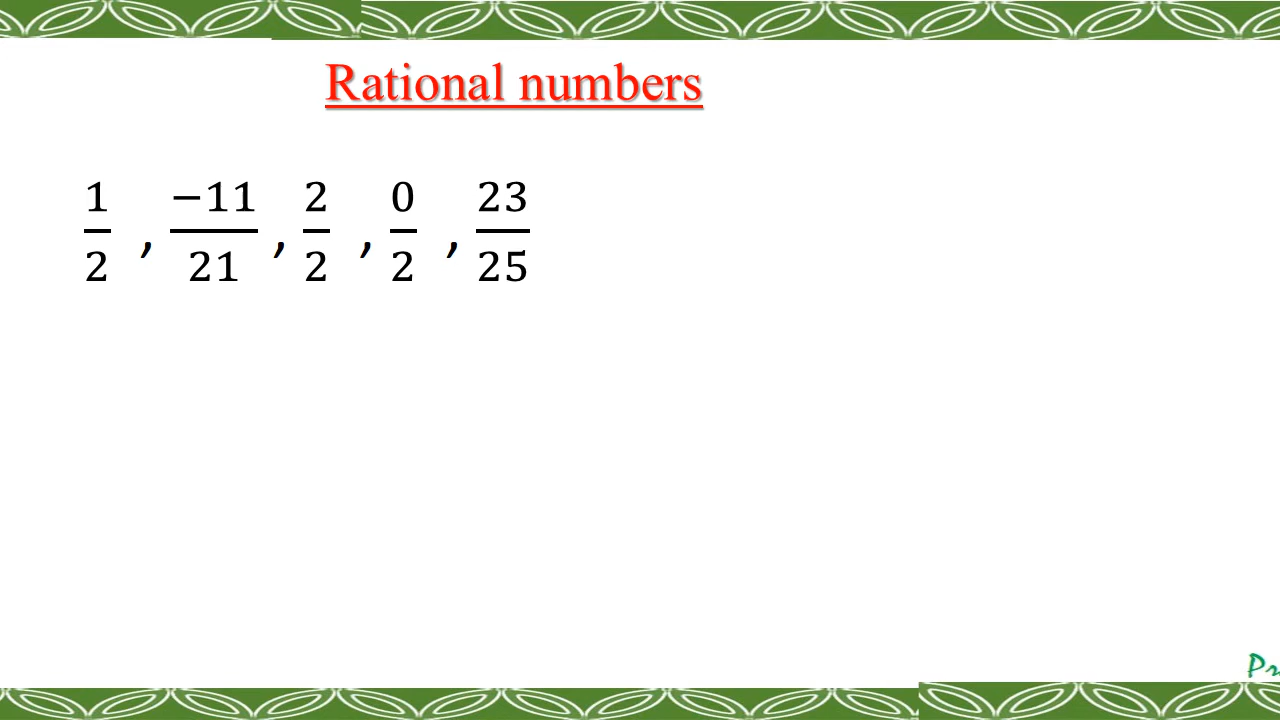 Rational numbers
1/2 , −11/21 , 2/2 , 0/2 , 23/25